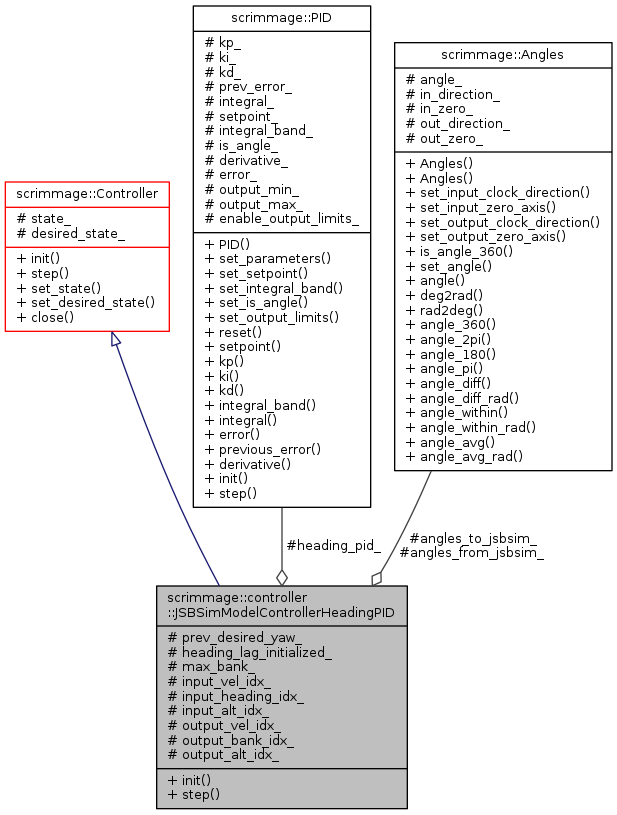 scrimmage::PID
# kp_
# ki_
# kd_
# prev_error_
# integral_
# setpoint_
# integral_band_
# is_angle_
# derivative_
# error_
# output_min_
# output_max_
# enable_output_limits_
+ PID()
+ set_parameters()
+ set_setpoint()
+ set_integral_band()
+ set_is_angle()
+ set_output_limits()
+ reset()
+ setpoint()
+ kp()
+ ki()
+ kd()
+ integral_band()
+ integral()
+ error()
+ previous_error()
+ derivative()
+ init()
+ step()
scrimmage::Angles
# angle_
# in_direction_
# in_zero_
# out_direction_
# out_zero_
+ Angles()
+ Angles()
+ set_input_clock_direction()
+ set_input_zero_axis()
+ set_output_clock_direction()
+ set_output_zero_axis()
+ is_angle_360()
+ set_angle()
+ angle()
+ deg2rad()
+ rad2deg()
+ angle_360()
+ angle_2pi()
+ angle_180()
+ angle_pi()
+ angle_diff()
+ angle_diff_rad()
+ angle_within()
+ angle_within_rad()
+ angle_avg()
+ angle_avg_rad()
scrimmage::Controller
# state_
# desired_state_
+ init()
+ step()
+ set_state()
+ set_desired_state()
+ close()
#heading_pid_
#angles_to_jsbsim_
#angles_from_jsbsim_
scrimmage::controller
::JSBSimModelControllerHeadingPID
# prev_desired_yaw_
# heading_lag_initialized_
# max_bank_
# input_vel_idx_
# input_heading_idx_
# input_alt_idx_
# output_vel_idx_
# output_bank_idx_
# output_alt_idx_
+ init()
+ step()